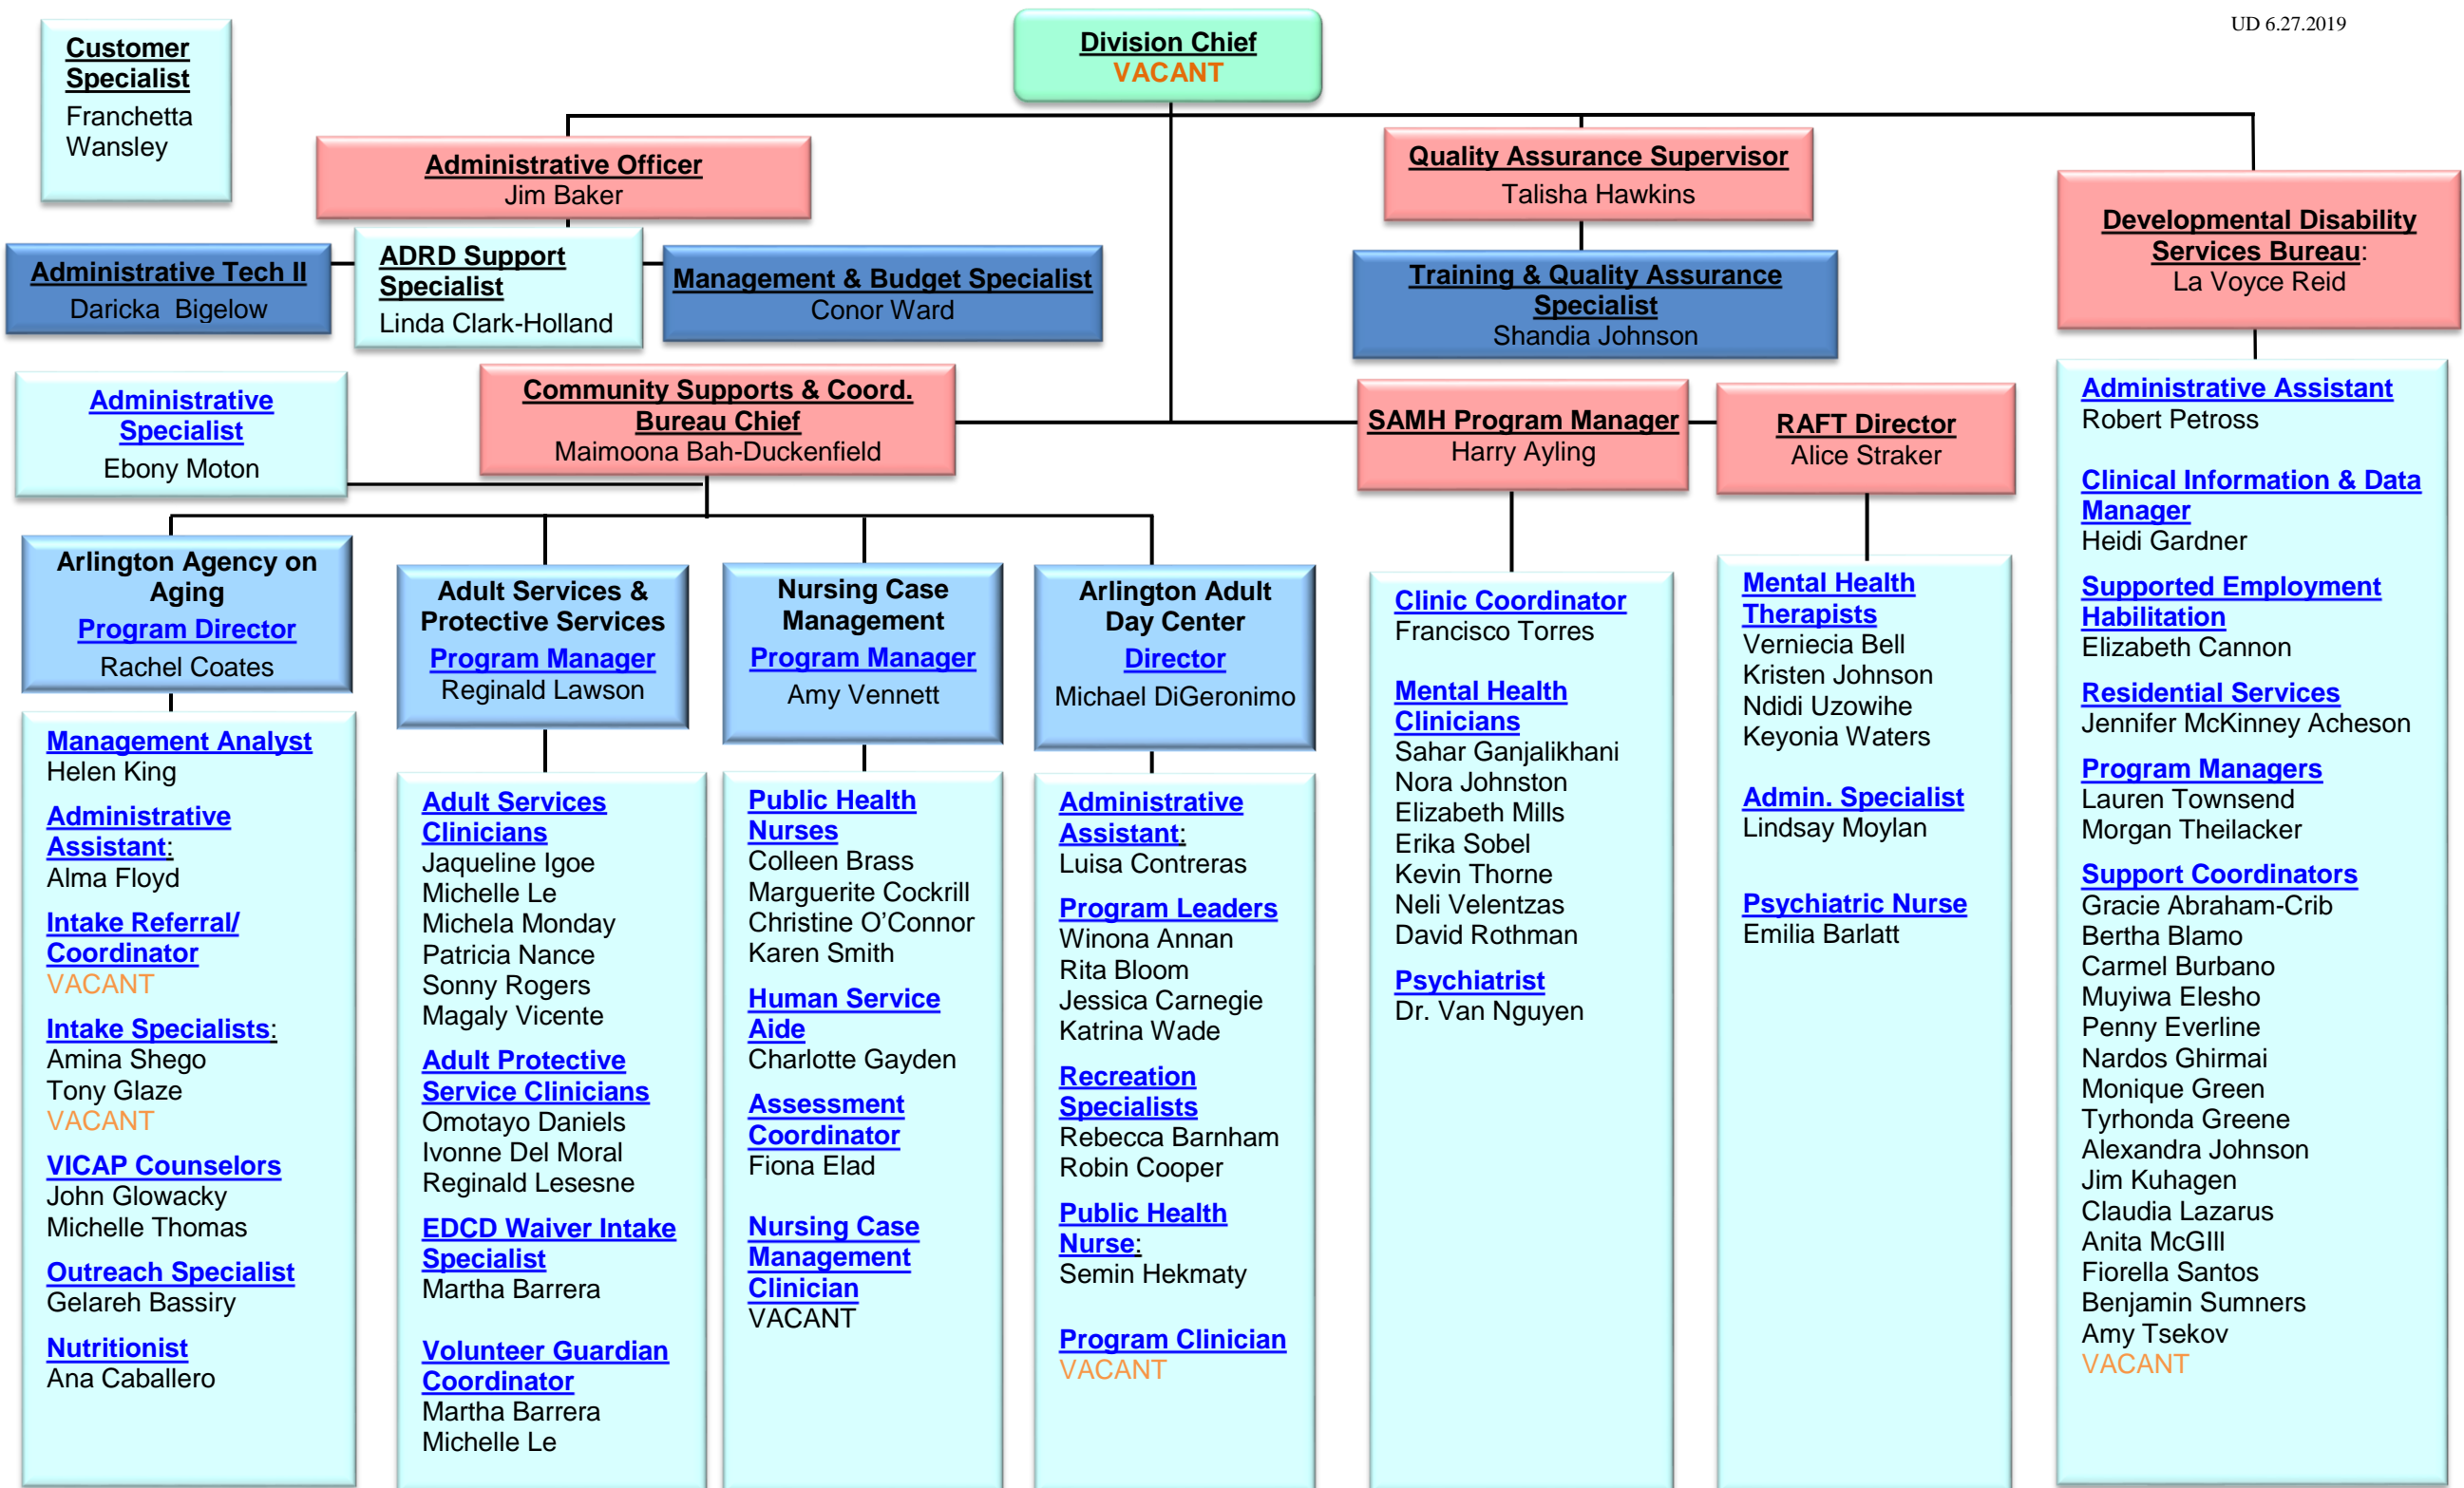 UD 6.27.2019
Customer
Specialist
Franchetta
Wansley
Division Chief
VACANT
Administrative Officer
Jim Baker
Quality Assurance Supervisor
Talisha Hawkins
Developmental Disability
Services Bureau:
La Voyce Reid
Administrative Tech II
Daricka Bigelow
ADRD Support
Specialist
Linda Clark-Holland
Management & Budget Specialist
Conor Ward
Training & Quality Assurance
Specialist
Shandia Johnson
Administrative
Specialist
Ebony Moton
Community Supports & Coord.
Bureau Chief
Maimoona Bah-Duckenfield
SAMH Program Manager
Harry Ayling
RAFT Director
Alice Straker
Arlington Agency on
Aging
Program Director
Rachel Coates
Adult Services &
Protective Services
Program Manager
Reginald Lawson
Nursing Case
Management
Program Manager
Amy Vennett
Arlington Adult
Day Center
Director
Michael DiGeronimo
Management Analyst
Helen King
Administrative
Assistant:
Alma Floyd
Intake Referral/
Coordinator
VACANT
Intake Specialists:
Amina Shego
Tony Glaze
VACANT
VICAP Counselors
John Glowacky
Michelle Thomas
Outreach Specialist
Gelareh Bassiry
Nutritionist
Ana Caballero
Adult Services
Clinicians
Jaqueline Igoe
Michelle Le
Michela Monday
Patricia Nance
Sonny Rogers
Magaly Vicente
Adult Protective
Service Clinicians
Omotayo Daniels
Ivonne Del Moral
Reginald Lesesne
EDCD Waiver Intake
Specialist
Martha Barrera
Volunteer Guardian
Coordinator
Martha Barrera
Michelle Le
Public Health
Nurses
Colleen Brass
Marguerite Cockrill
Christine O’Connor
Karen Smith
Human Service
Aide
Charlotte Gayden
Assessment
Coordinator
Fiona Elad
Nursing Case
Management
Clinician
VACANT
Administrative
Assistant:
Luisa Contreras
Program Leaders
Winona Annan
Rita Bloom
Jessica Carnegie
Katrina Wade
Recreation
Specialists
Rebecca Barnham
Robin Cooper
Public Health
Nurse:
Semin Hekmaty
Program Clinician
VACANT
Clinic Coordinator
Francisco Torres
Mental Health
Clinicians
Sahar Ganjalikhani
Nora Johnston
Elizabeth Mills
Erika Sobel
Kevin Thorne
Neli Velentzas
David Rothman
Psychiatrist
Dr. Van Nguyen
Mental Health
Therapists
Verniecia Bell
Kristen Johnson
Ndidi Uzowihe
Keyonia Waters
Admin. Specialist
Lindsay Moylan
Psychiatric Nurse
Emilia Barlatt
Administrative Assistant
Robert Petross
Clinical Information & Data
Manager
Heidi Gardner
Supported Employment
Habilitation
Elizabeth Cannon
Residential Services
Jennifer McKinney Acheson
Program Managers
Lauren Townsend
Morgan Theilacker
Support Coordinators
Gracie Abraham-Crib
Bertha Blamo
Carmel Burbano
Muyiwa Elesho
Penny Everline
Nardos Ghirmai
Monique Green
Tyrhonda Greene
Alexandra Johnson
Jim Kuhagen
Claudia Lazarus
Anita McGIll
Fiorella Santos
Benjamin Sumners
Amy Tsekov
VACANT